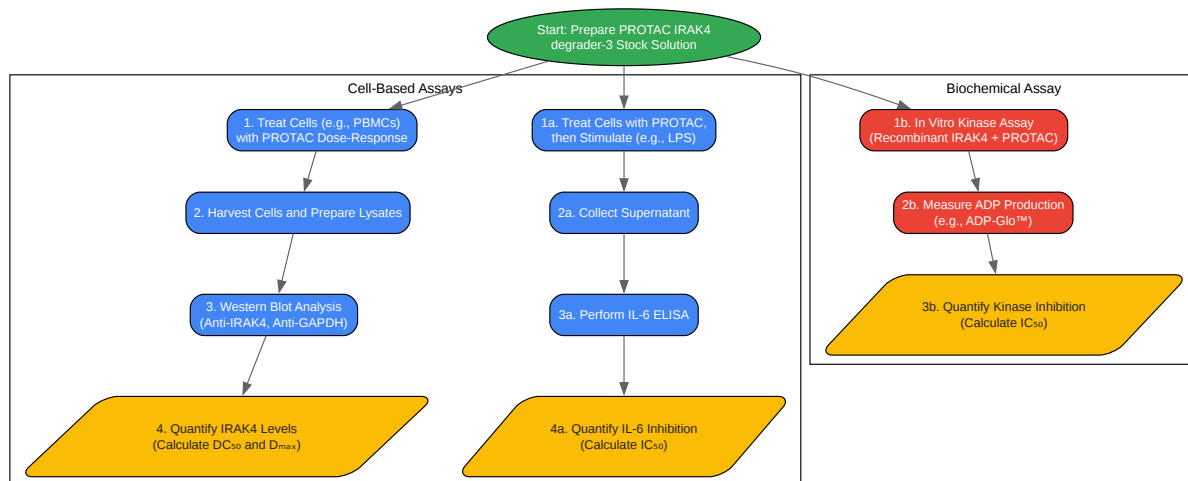 Start: Prepare PROTAC IRAK4
degrader-3 Stock Solution
Cell-Based Assays
1. Treat Cells (e.g., PBMCs)
with PROTAC Dose-Response
2. Harvest Cells and Prepare Lysates
3. Western Blot Analysis
(Anti-IRAK4, Anti-GAPDH)
4. Quantify IRAK4 Levels
(Calculate DC₅₀ and Dₘₐₓ)
1a. Treat Cells with PROTAC,
then Stimulate (e.g., LPS)
2a. Collect Supernatant
3a. Perform IL-6 ELISA
4a. Quantify IL-6 Inhibition
(Calculate IC₅₀)
Biochemical Assay
1b. In Vitro Kinase Assay
(Recombinant IRAK4 + PROTAC)
2b. Measure ADP Production
(e.g., ADP-Glo™)
3b. Quantify Kinase Inhibition
(Calculate IC₅₀)